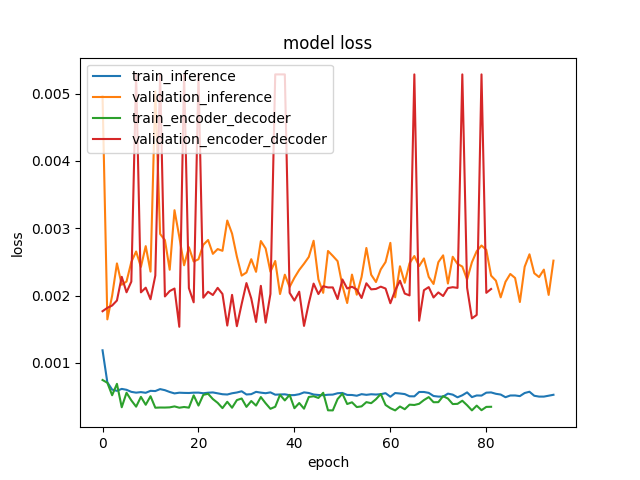 model loss
train_inference
validation_inference
train_encoder_decoder
validation_encoder_decoder
loss
0.005
0.004
0.003
0.002
0.001
0 20 40 60 80
epoch